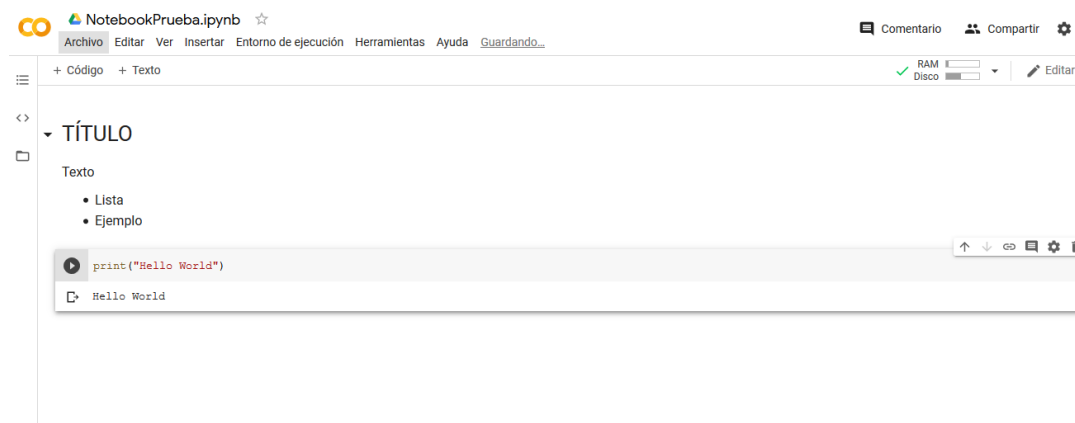 NotebookPrueba.ipynb
Archivo Editar Ver Insertar Entorno de ejecución Herramientas Ayuda Guardando...
Comentario Compartir
+ Código + Texto
RAM
Disco
Editar
TÍTULO
Texto
• Lista
• Ejemplo
print("Hello World")
Hello World